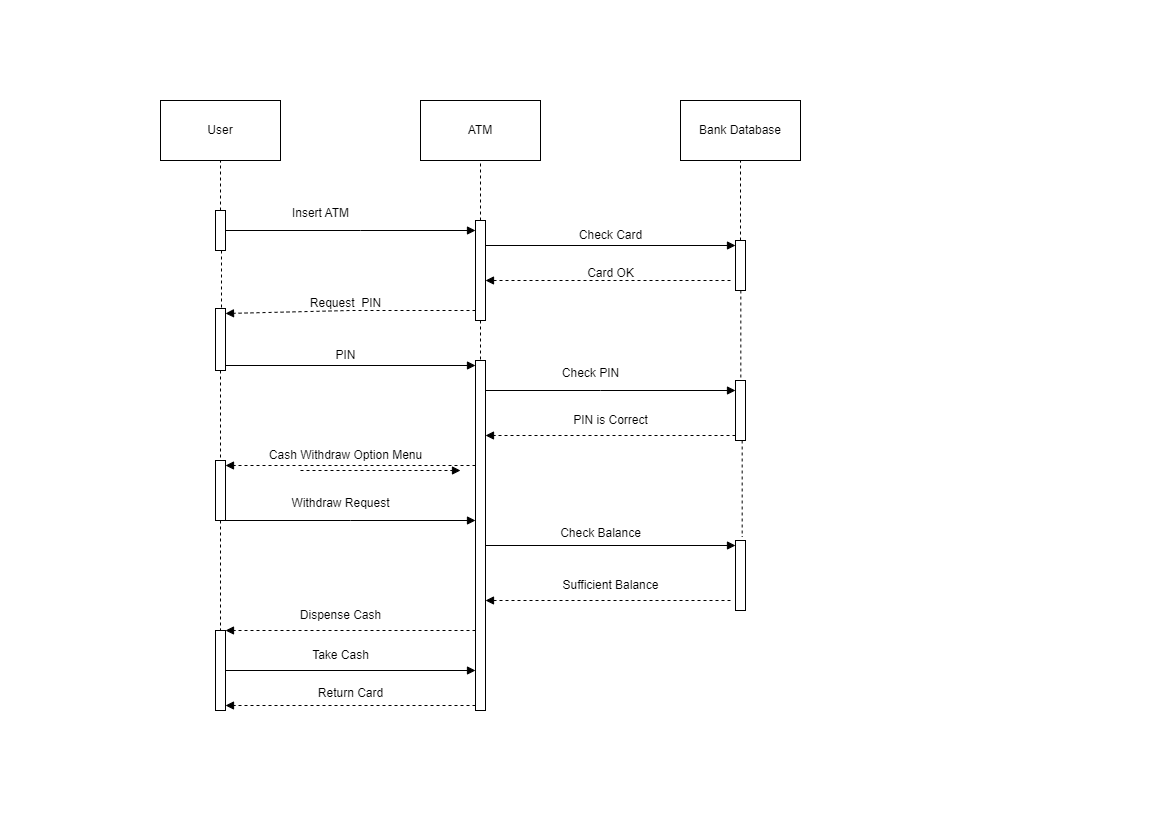 User
ATM
Bank Database
Insert ATM
Check Card
Card OK
Request  PIN
PIN
Check PIN
PIN is Correct
Cash Withdraw Option Menu
Withdraw Request
Check Balance
Sufficient Balance
Dispense Cash
Take Cash
Return Card